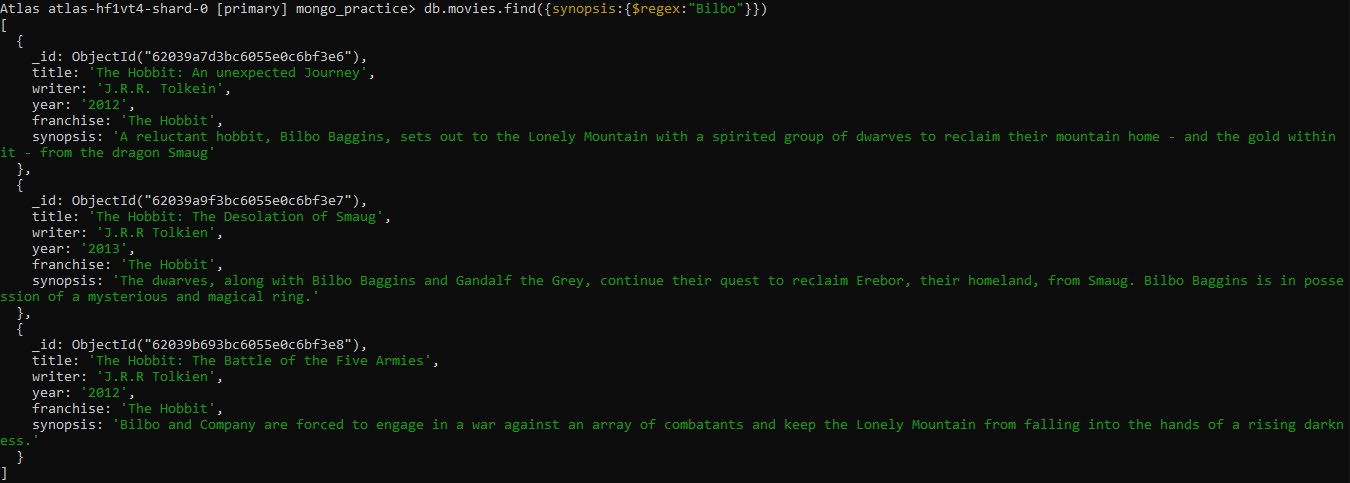 Atlas atlas-hf1vt4-shard-0 [primary] mongo_practice> db.movies.find({synopsis:{$regex:"Bilbo"}})
[
  {
    _id: ObjectId("62039a7d3bc6055e0c6bf3e6"),
    title: 'The Hobbit: An unexpected Journey',
    writer: 'J.R.R. Tolkein',
    year: '2012',
    franchise: 'The Hobbit',
    synopsis: 'A reluctant hobbit, Bilbo Baggins, sets out to the Lonely Mountain with a spirited group of dwarves to reclaim their mountain home - and the gold within
it - from the dragon Smaug'
  },
  {
    _id: ObjectId("62039a9f3bc6055e0c6bf3e7"),
    title: 'The Hobbit: The Desolation of Smaug',
    writer: 'J.R.R Tolkien',
    year: '2013',
    franchise: 'The Hobbit',
    synopsis: 'The dwarves, along with Bilbo Baggins and Gandalf the Grey, continue their quest to reclaim Erebor, their homeland, from Smaug. Bilbo Baggins is in posse
ssion of a mysterious and magical ring.'
  },
  {
    _id: ObjectId("62039b693bc6055e0c6bf3e8"),
    title: 'The Hobbit: The Battle of the Five Armies',
    writer: 'J.R.R Tolkien',
    year: '2012',
    franchise: 'The Hobbit',
    synopsis: 'Bilbo and Company are forced to engage in a war against an array of combatants and keep the Lonely Mountain from falling into the hands of a rising darkn
ess.'
  }
]